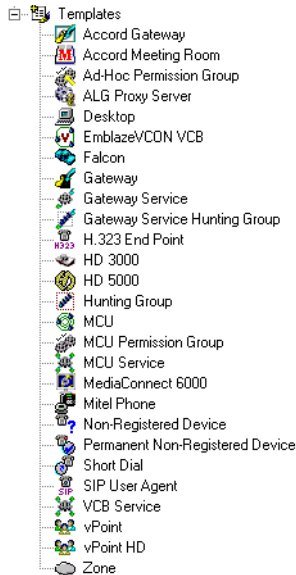 Templates
Accord Gateway
Accord Meeting Room
Ad-Hoc Permission Group
ALG Proxy Server
Desktop
EmblazeVCON VCB
Falcon
Gateway
Gateway Service
Gateway Service Hunting Group
H323 H.323 End Point
HD 3000
HD 5000
Hunting Group
MCU
MCU Permission Group
MCU Service
MediaConnect 6000
Mitel Phone
Non-Registered Device
Permanent Non-Registered Device
Short Dial
SIP SIP User Agent
VCB Service
vPoint
vPoint HD
Zone